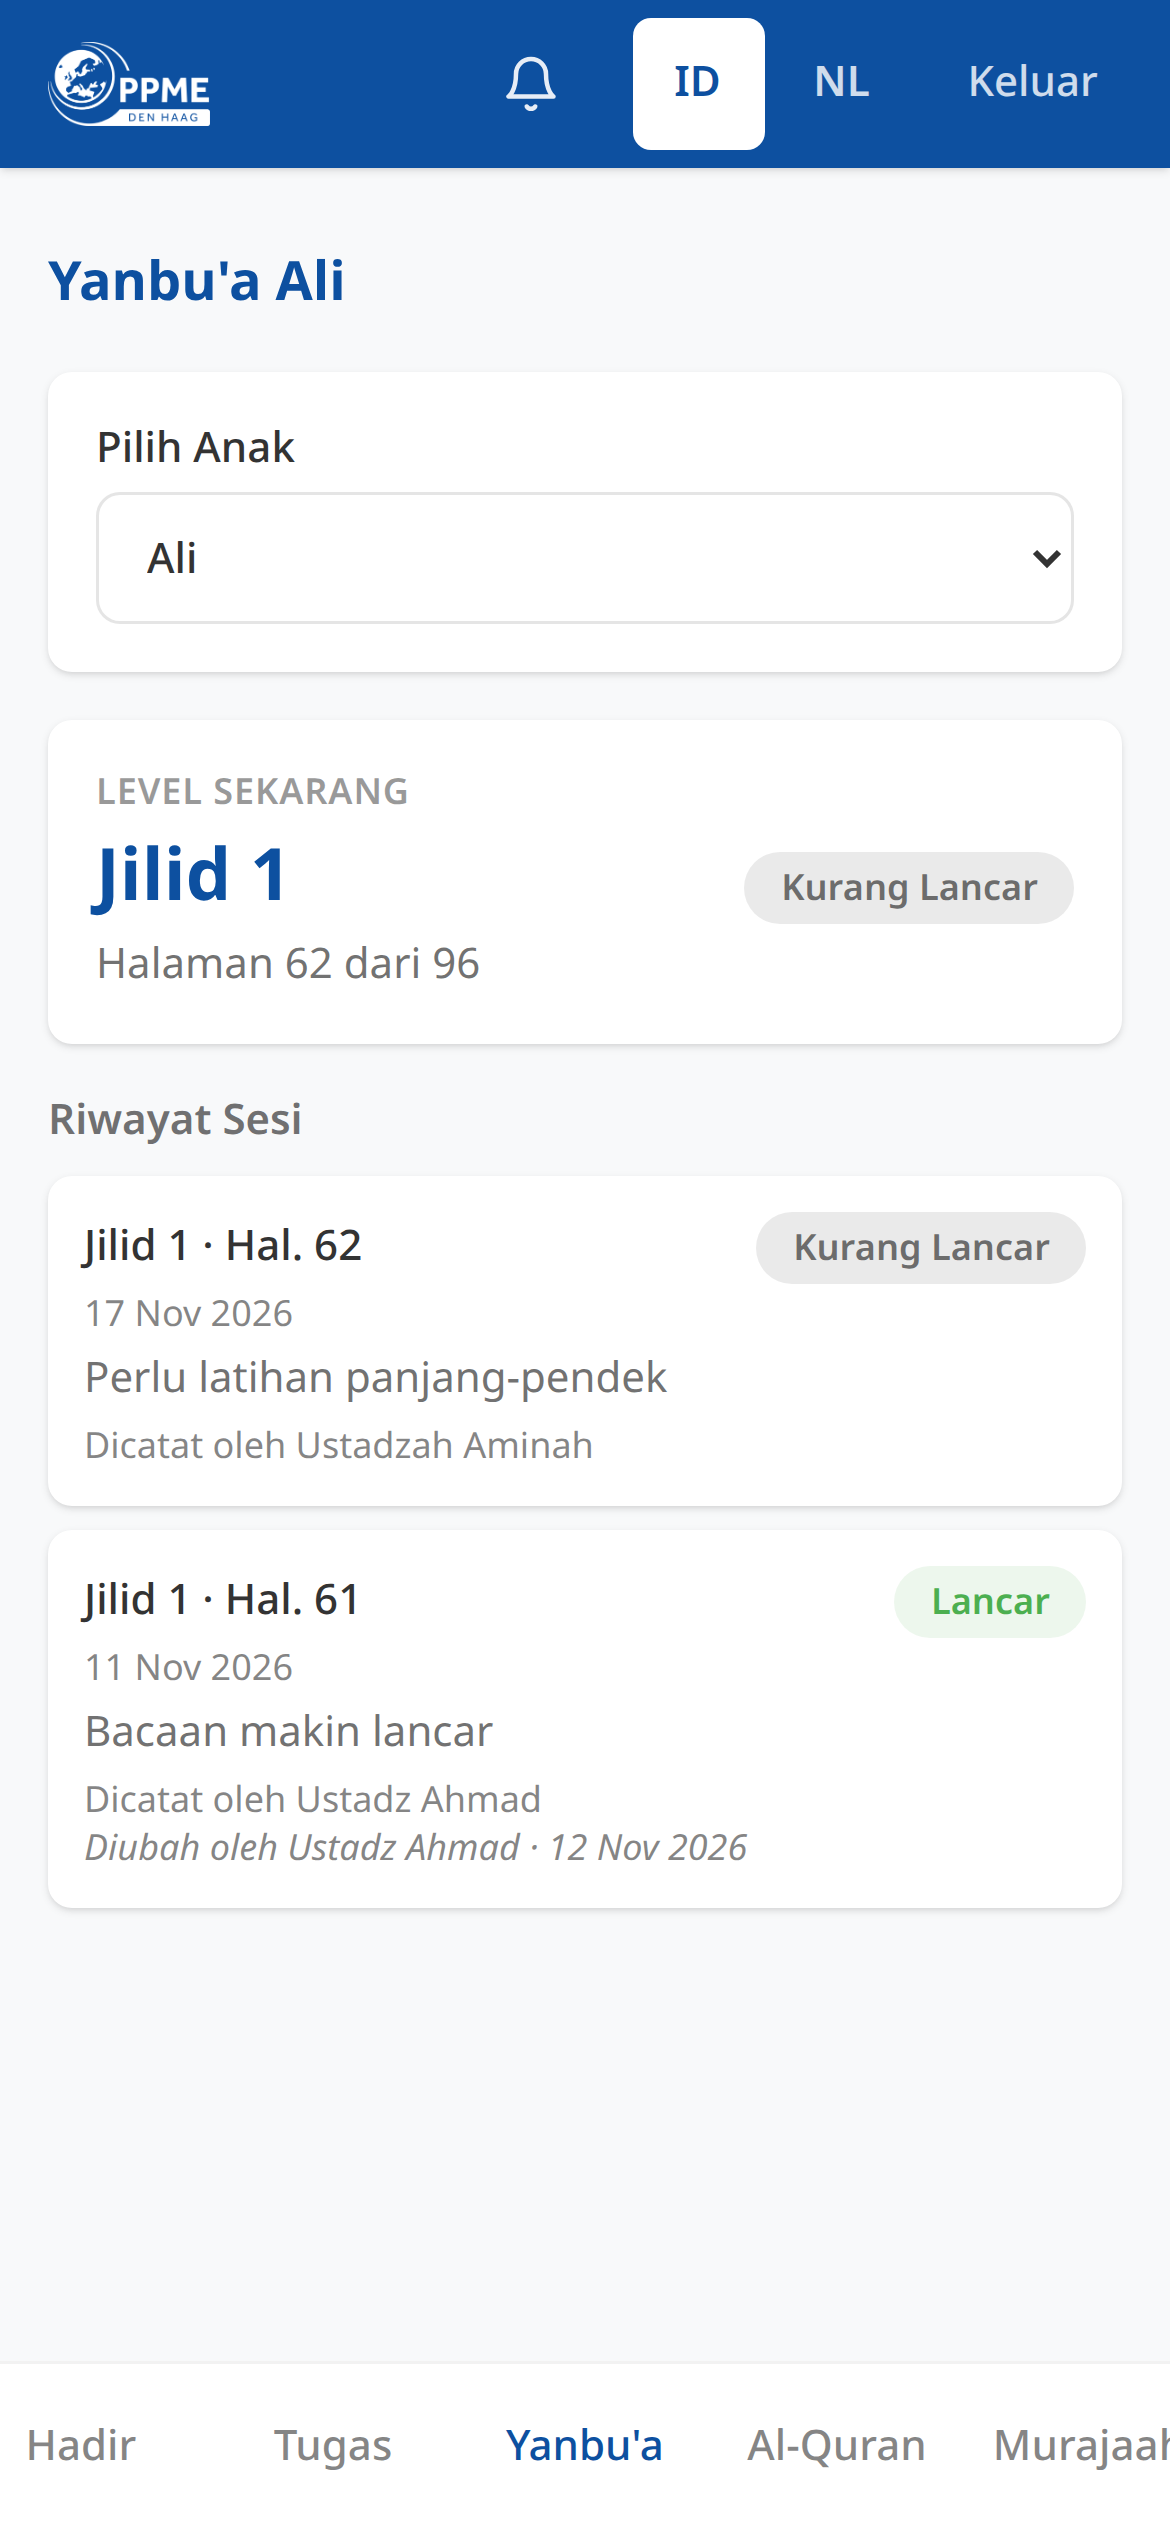 PPME
DEN HAAG
ID
NL
Keluar
Yanbu'a Ali
Pilih Anak
Ali
LEVEL SEKARANG
Jilid 1
Kurang Lancar
Halaman 62 dari 96
Riwayat Sesi
Jilid 1 · Hal. 62
Kurang Lancar
17 Nov 2026
Perlu latihan panjang-pendek
Dicatat oleh Ustadzah Aminah
Jilid 1 · Hal. 61
Lancar
11 Nov 2026
Bacaan makin lancar
Dicatat oleh Ustadz Ahmad
Diubah oleh Ustadz Ahmad · 12 Nov 2026
Hadir
Tugas
Yanbu'a
Al-Quran
Murajaah